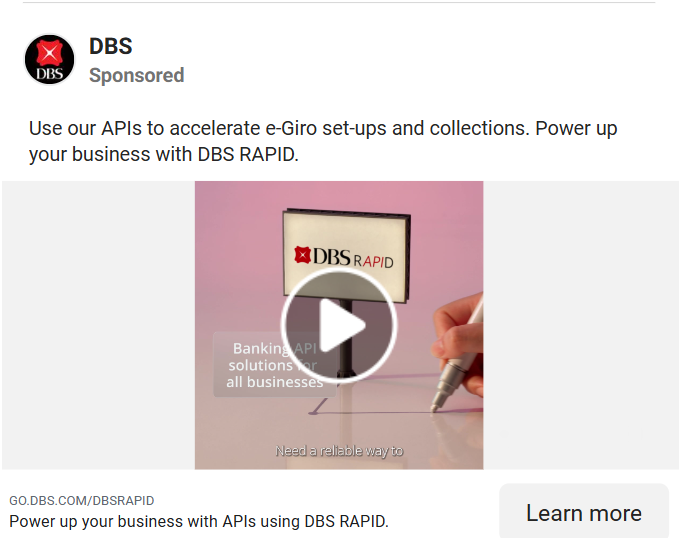 DBS
DBS
Sponsored
Use our APIs to accelerate e-Giro set-ups and collections. Power up
your business with DBS RAPID.
DBS RAPID
Banking API
solutions for
all businesses
Need a reliable way to
GO.DBS.COM/DBSRAPID
Power up your business with APIs using DBS RAPID.
Learn more